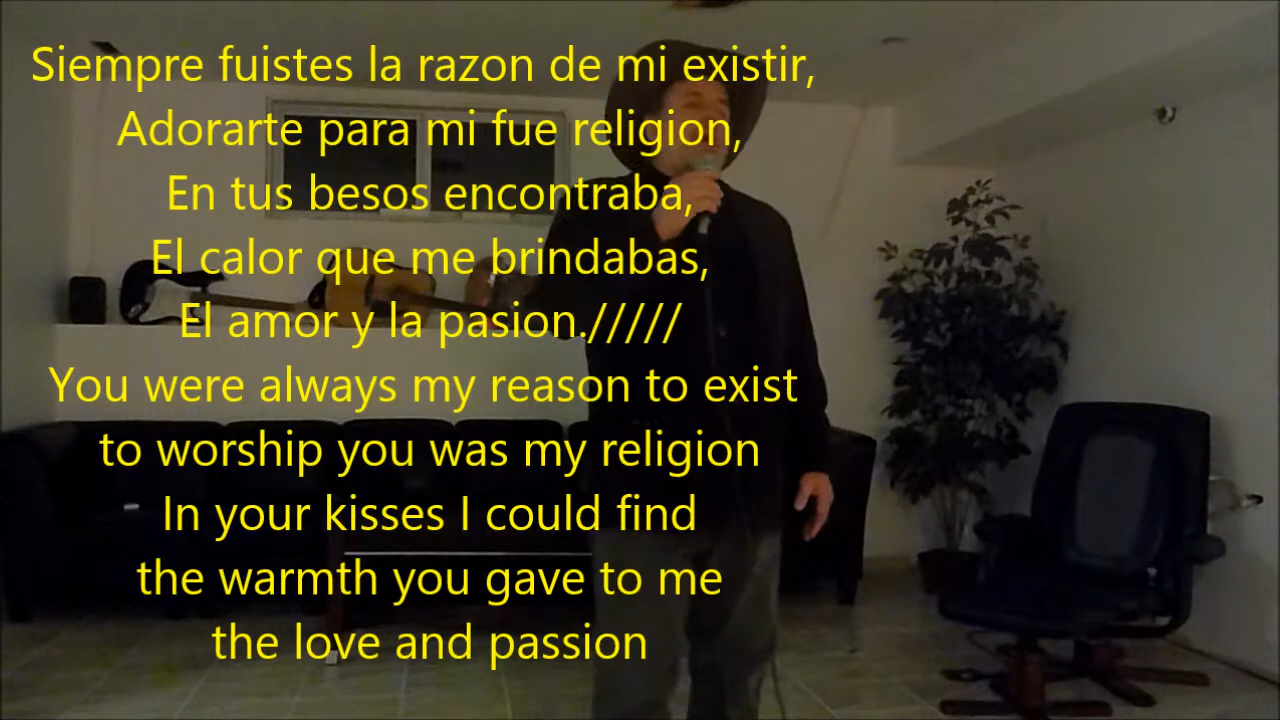 Siempre fuistes la razon de mi existir,
Adorarte para mi fue religion,
En tus besos encontraba,
El calor que me brindabas,
El amor y la pasion./////
You were always my reason to exist
to worship you was my religion
In your kisses I could find
the warmth you gave to me
the love and passion